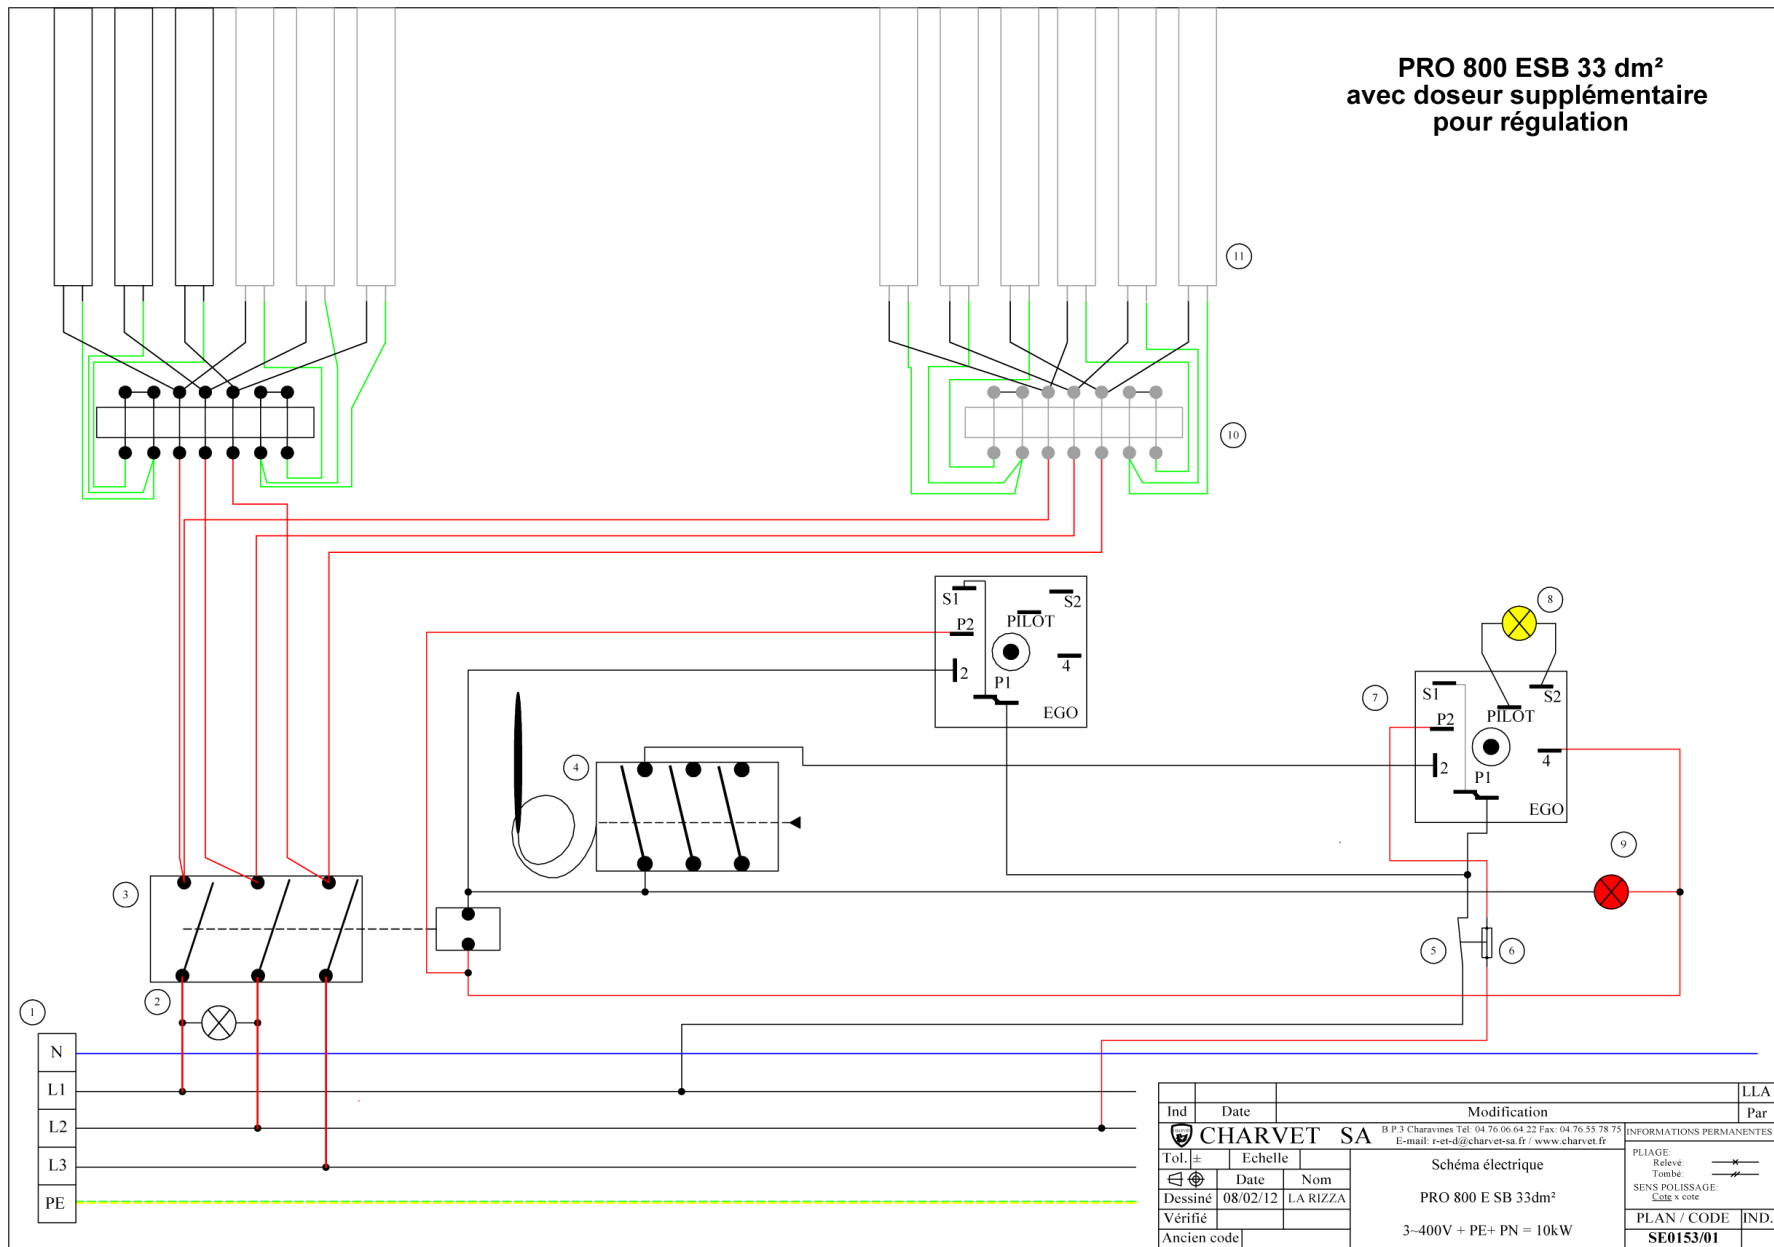 PRO 800 ESB 33 dm²
avec doseur supplémentaire
pour régulation
11
10
S1
S2
PILOT
P2
2
4
P1
EGO
8
7
S1
S2
PILOT
P2
2
4
P1
EGO
4
3
9
5
6
2
1
N
L1
L2
L3
PE
LLA
Ind Date Modification Par
CHARVET SA
B.P.3 Charavines Tél: 04.76.06.64.22 Fax: 04.76.55.78.75
E-mail: r-et-d@charvet-sa.fr / www.charvet.fr
INFORMATIONS PERMANENTES
Tol. ± Echelle
Date Nom
Dessiné 08/02/12 LA RIZZA
Vérifié
Ancien code
Schéma électrique
PRO 800 E SB 33dm²
3~400V + PE+ PN = 10kW
PLIAGE:
Relevé:
Tombé:
SENS POLISSAGE:
Cote x cote
PLAN / CODE IND.
SE0153/01